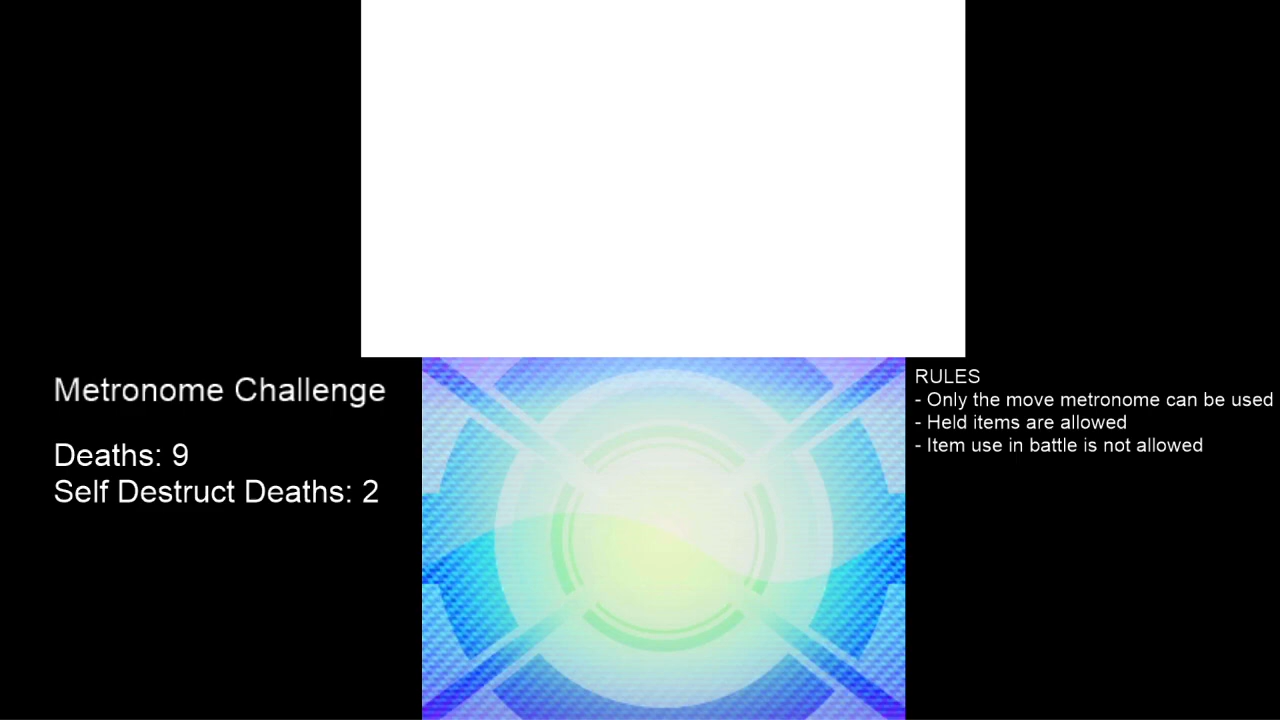 Metronome Challenge
Deaths: 9
Self Destruct Deaths: 2
RULES
- Only the move metronome can be used
- Held items are allowed
- Item use in battle is not allowed